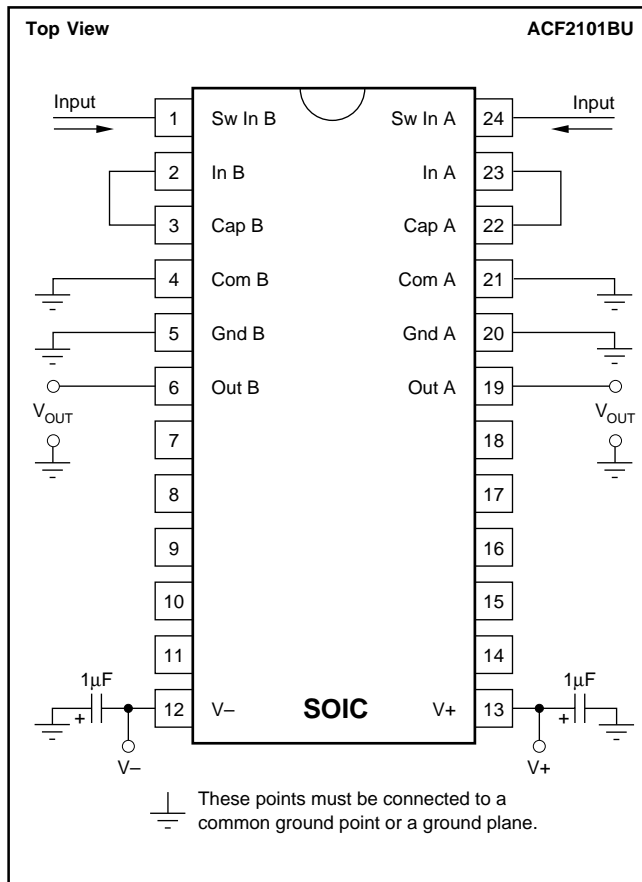 Top View ACF2101BU
Input Input
1 Sw In B Sw In A 24
2 In B In A 23
3 Cap B Cap A 22
4 Com B Com A 21
5 Gnd B Gnd A 20
6 Out B Out A 19
VOUT VOUT
7 18
8 17
9 16
10 15
11 14
1µF 1µF
+ 12 V– SOIC V+ 13 +
V– V+
These points must be connected to a
common ground point or a ground plane.